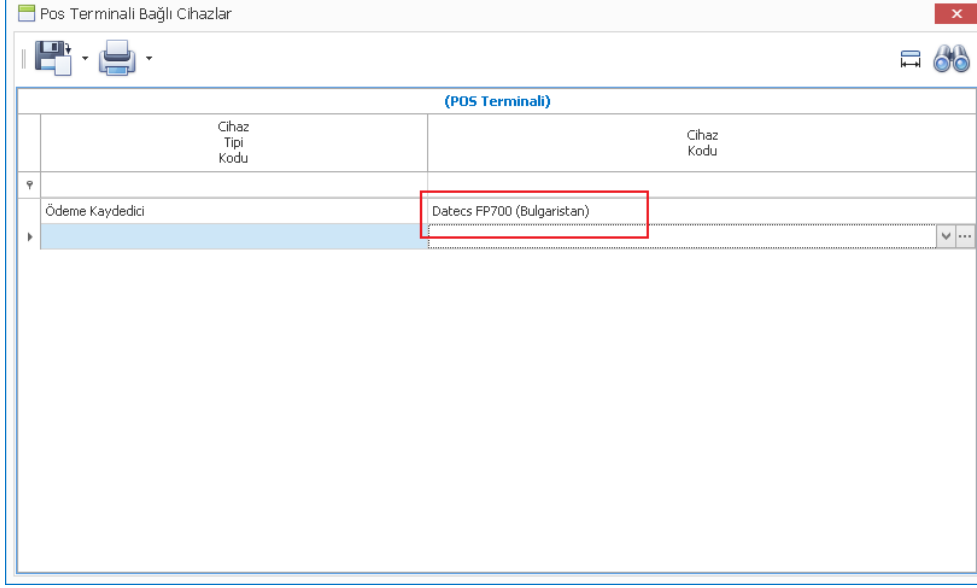 Pos Terminali Bağlı Cihazlar
(POS Terminali)
Cihaz
Tipi
Kodu
Cihaz
Kodu
Ödeme Kaydedici
Datecs FP700 (Bulgaristan)